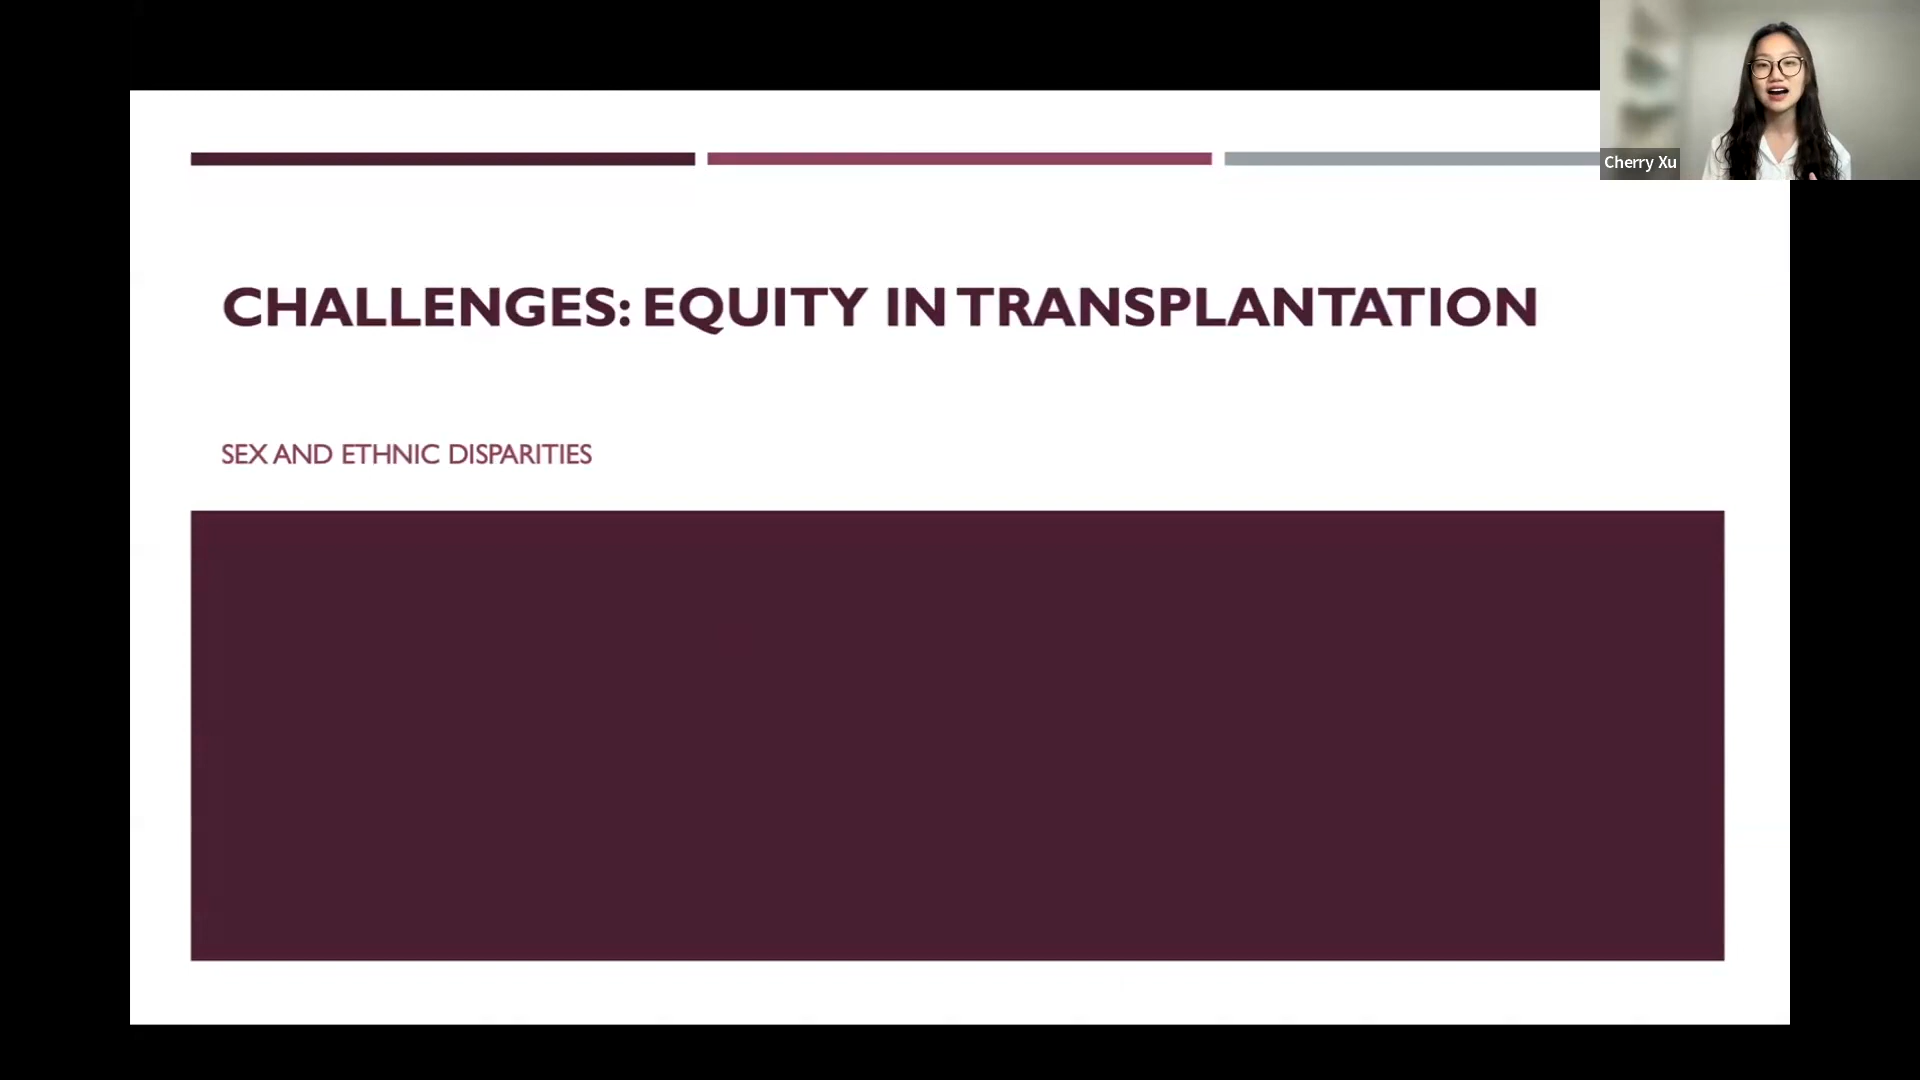 CHALLENGES: EQUITY IN TRANSPLANTATION
SEX AND ETHNIC DISPARITIES
Cherry Xu